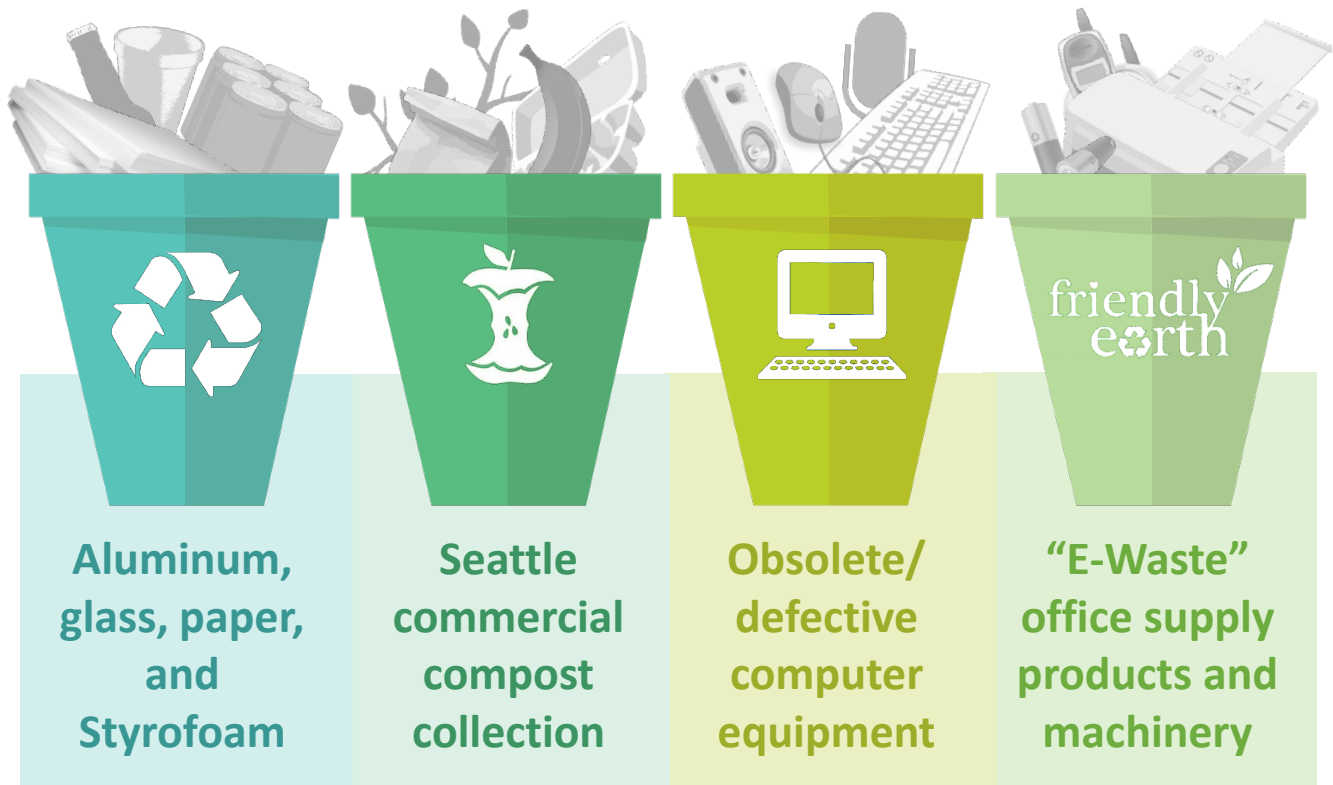 friendly
earth
Aluminum,
glass, paper,
and
Styrofoam
Seattle
commercial
compost
collection
Obsolete/
defective
computer
equipment
“E-Waste”
office supply
products and
machinery